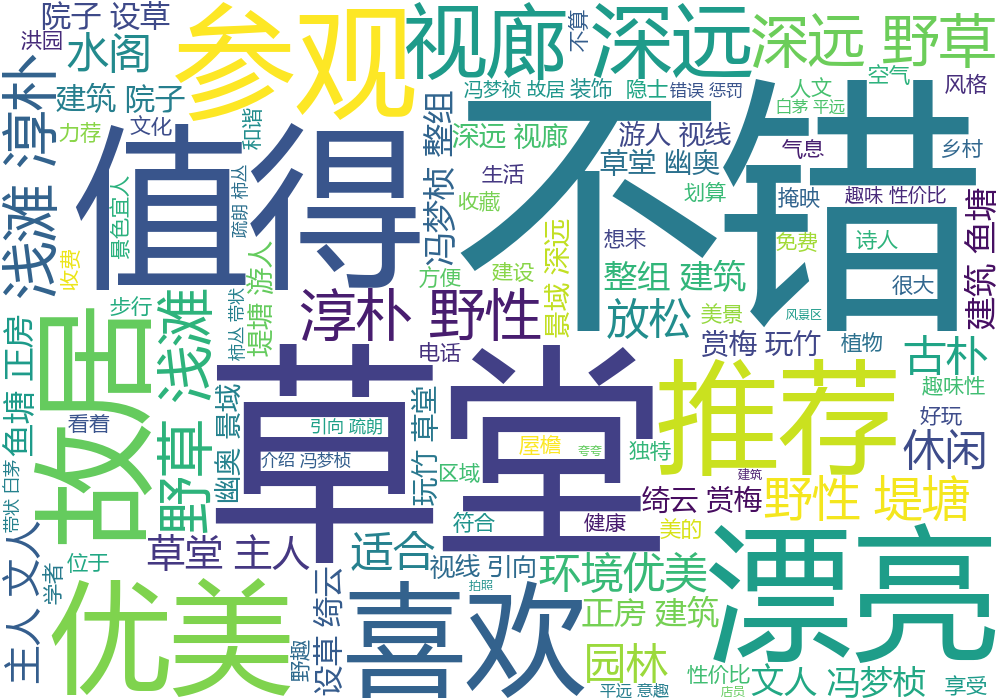 院子 设草
参观
视廊 深远
不算
深远 野草
洪园
水阁
空气
风格
淳朴
建筑 院子
冯梦祯 故居
装饰
隐士
错误 惩罚
人文
白茅 平远
力荐
文化
和谐
整组
深远 视廊
游人 视线
气息
乡村
值得
不错
草堂 幽奥
生活
划算
掩映
趣味 性价比
浅滩
景色宜人
疏朗 柿丛
收藏
建筑 鱼塘
收费
游人
冯梦祯
景域 深远
想来
免费
诗人
方便
建设
整组 建筑
很大
步行
浅滩
堤塘
淳朴 野性
放松
美景
风景区
鱼塘 正房
故居
柿丛 带状
电话
赏梅 玩竹
植物
古朴
草堂
推荐
趣味性
看着
景域
草堂
好玩
引向 疏朗
屋檐
夸夸
独特
休闲
野草
幽奥
介绍 冯梦桢
玩竹
区域
建筑
带状 白茅
绮云 赏梅
野性 堤塘
符合
健康
美的
主人 文人
草堂 主人
适合
漂亮
位于
视线 引向
环境优美
学者
优美
设草 绮云
喜欢
拍照
正房 建筑
野趣
园林
性价比
文人 冯梦桢
享受
平远 意趣
店员